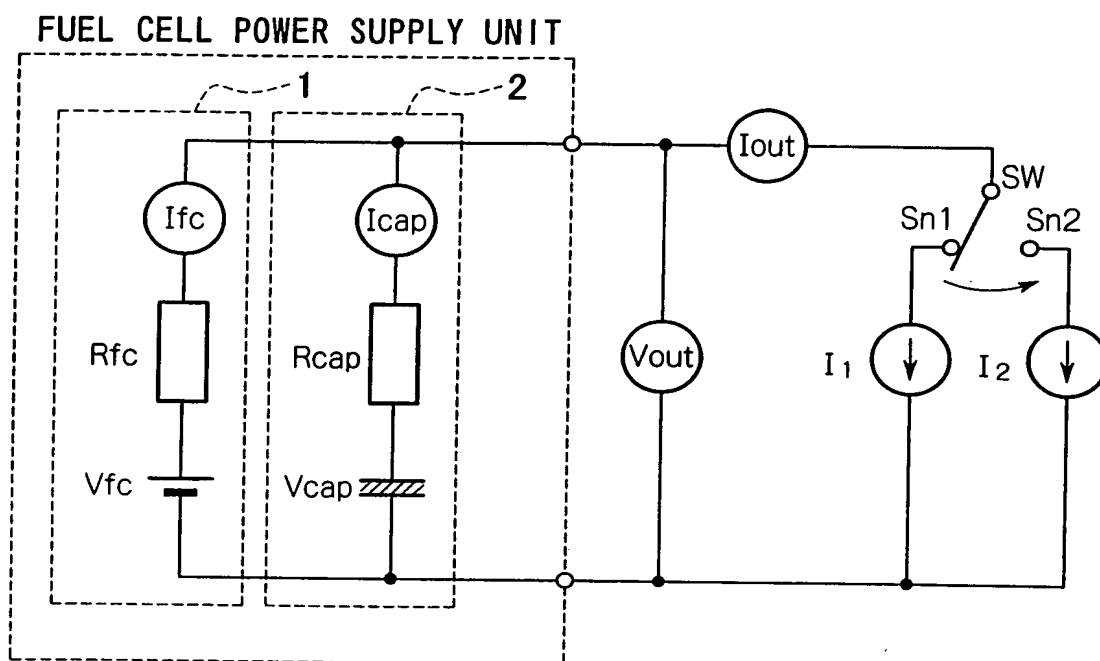 FUEL CELL POWER SUPPLY UNIT
1
2
Iout
SW
Ifc
Icap
Sn1
Sn2
Rfc
Rcap
Vout
I1
I2
Vfc
Vcap